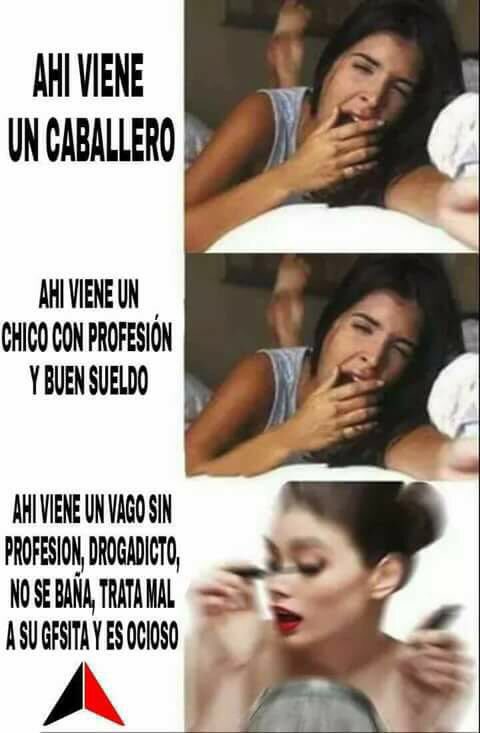 AHI VIENE
UN CABALLERO
AHI VIENE UN
CHICO CON PROFESIÓN
Y BUEN SUELDO
AHI VIENE UN VAGO SIN
PROFESION, DROGADICTO,
NO SE BAÑA, TRATA MAL
A SU GFSITA Y ES OCIOSO